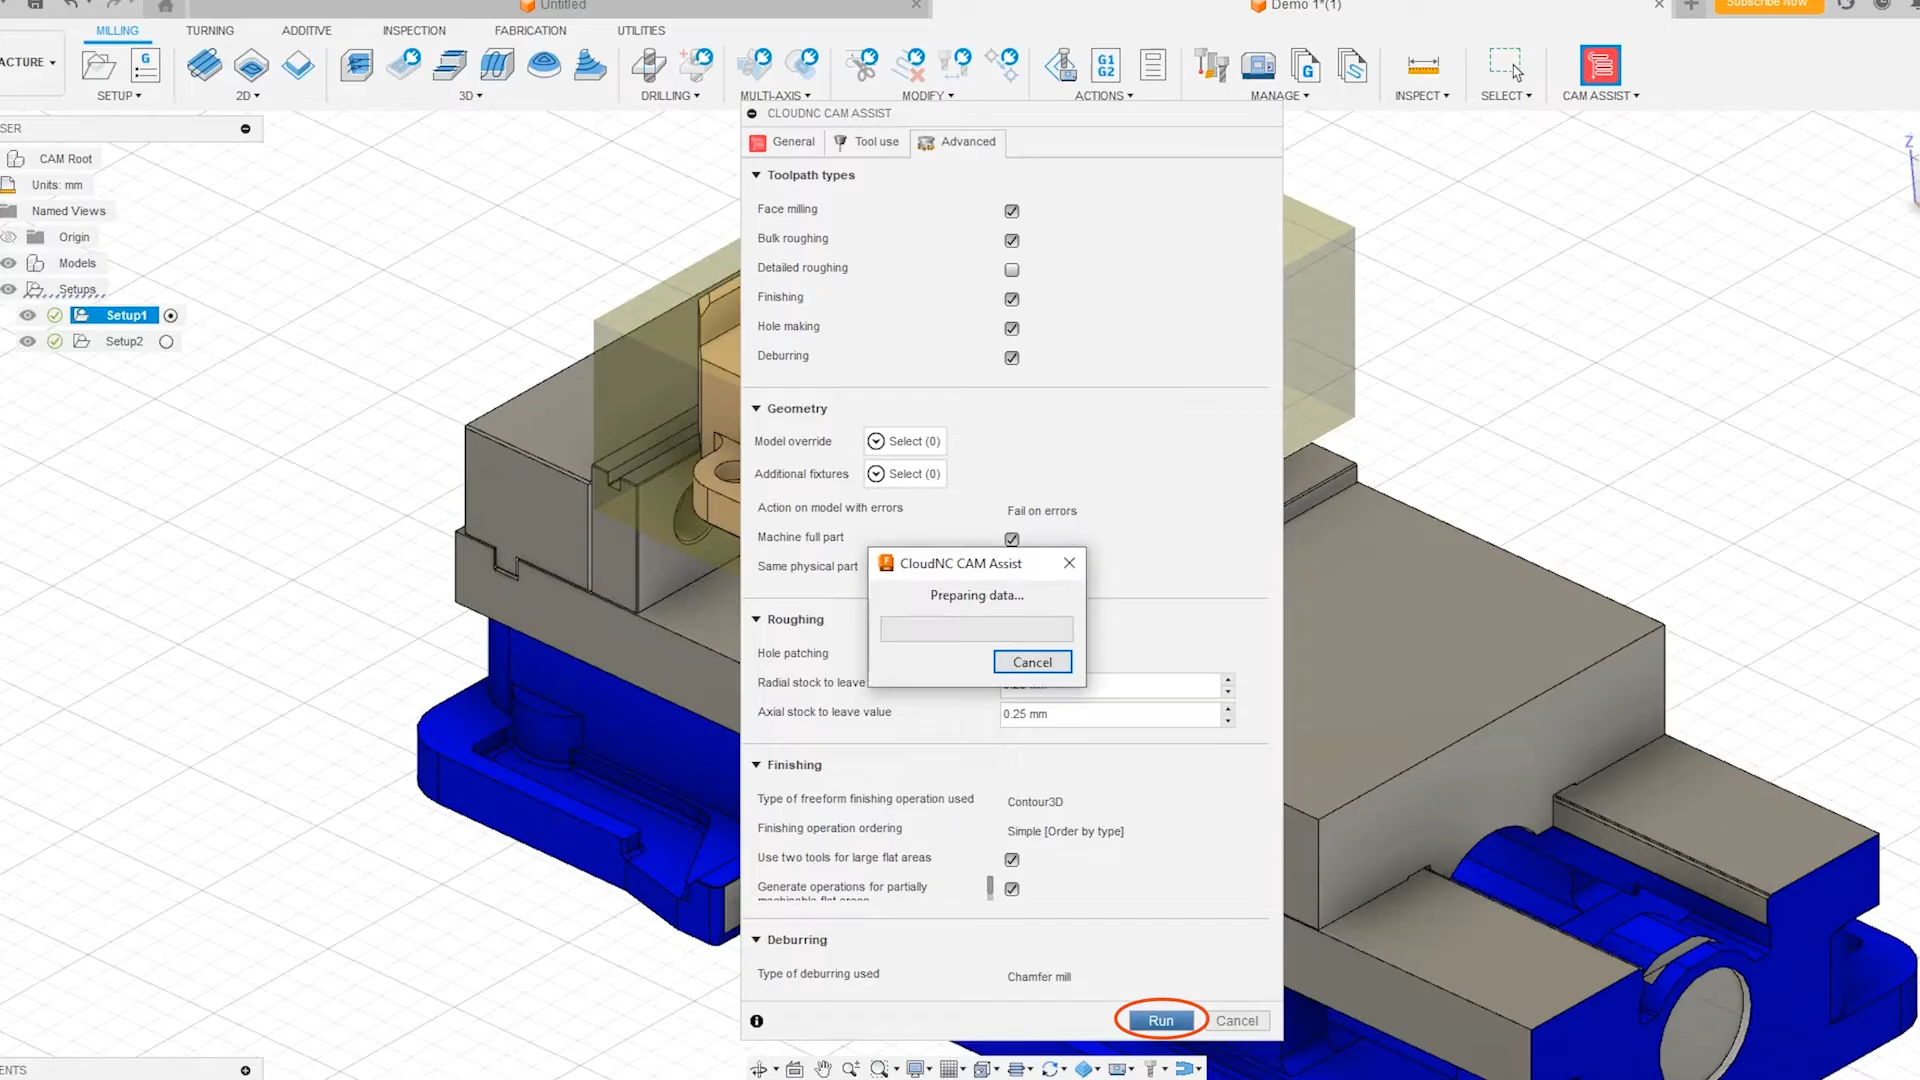 Untitled
Demo 1*(1)
Subscribe Now
MILLING
TURNING
ADDITIVE
INSPECTION
FABRICATION
UTILITIES
ACTURE
G
G1
G2
G
SETUP
2D
3D
DRILLING
MULTI-AXIS
MODIFY
ACTIONS
MANAGE
INSPECT
SELECT
CAM ASSIST
SER
CAM Root
Units: mm
Named Views
Origin
Models
Setups
Setup1
Setup2
Z
CLOUDNC CAM ASSIST
General
Tool use
Advanced
Toolpath types
Face milling
Bulk roughing
Detailed roughing
Finishing
Hole making
Deburring
Geometry
Model override
Select (0)
Additional fixtures
Select (0)
Action on model with errors
Fail on errors
Machine full part
Same physical part
CloudNC CAM Assist
Preparing data...
Cancel
Roughing
Hole patching
Radial stock to leave
Axial stock to leave value
0.25 mm
Finishing
Type of freeform finishing operation used
Contour3D
Finishing operation ordering
Simple [Order by type]
Use two tools for large flat areas
Generate operations for partially
machinable flat areas
Deburring
Type of deburring used
Chamfer mill
Run
Cancel
ENTS